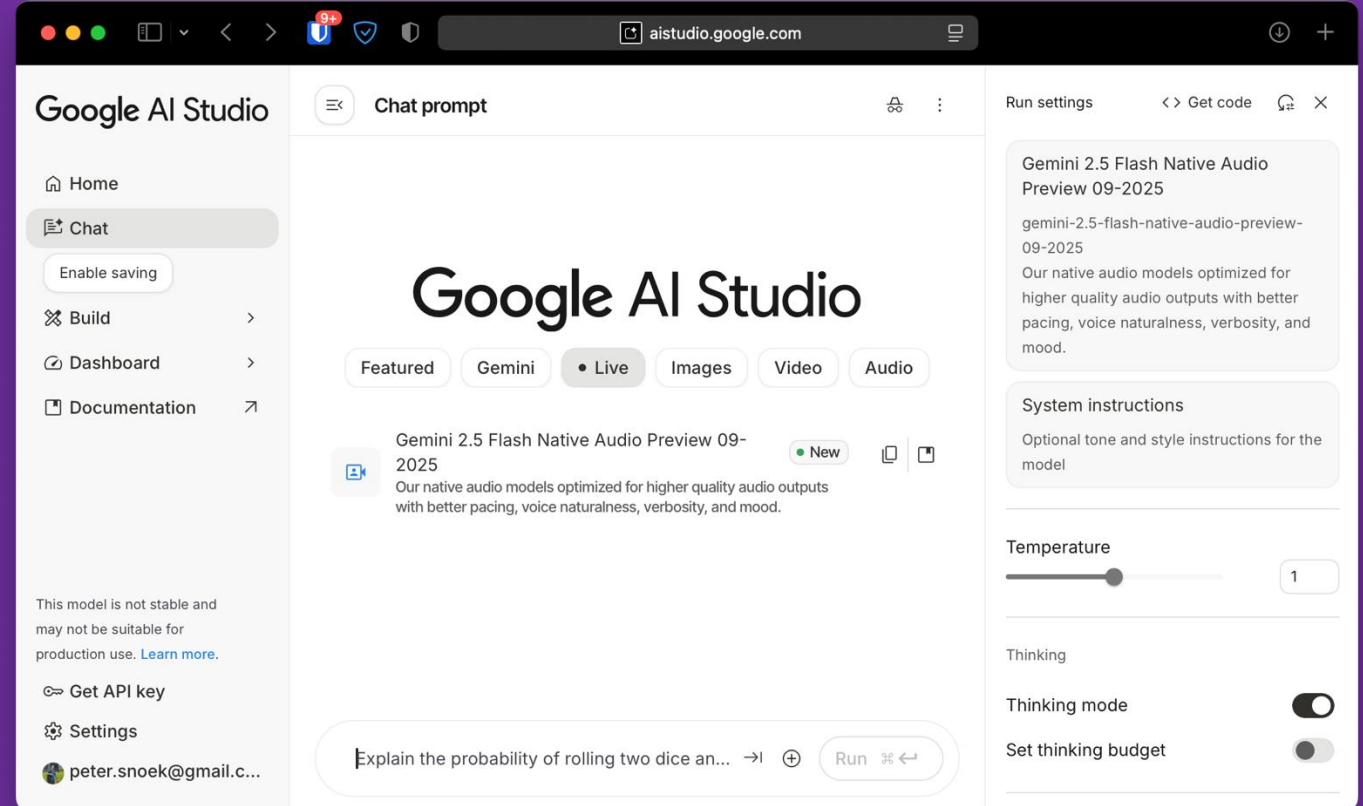 9+
aistudio.google.com
Google AI Studio
Home
Chat
Enable saving
Build
Dashboard
Documentation
This model is not stable and
may not be suitable for
production use. Learn more.
Get API key
Settings
peter.snoek@gmail.c...
Chat prompt
Google AI Studio
Featured
Gemini
Live
Images
Video
Audio
Gemini 2.5 Flash Native Audio Preview 09-
2025
New
Our native audio models optimized for higher quality audio outputs
with better pacing, voice naturalness, verbosity, and mood.
Explain the probability of rolling two dice an...
Run ⌘ ↵
Run settings
<> Get code
Gemini 2.5 Flash Native Audio
Preview 09-2025
gemini-2.5-flash-native-audio-preview-
09-2025
Our native audio models optimized for
higher quality audio outputs with better
pacing, voice naturalness, verbosity, and
mood.
System instructions
Optional tone and style instructions for the
model
Temperature
1
Thinking
Thinking mode
Set thinking budget